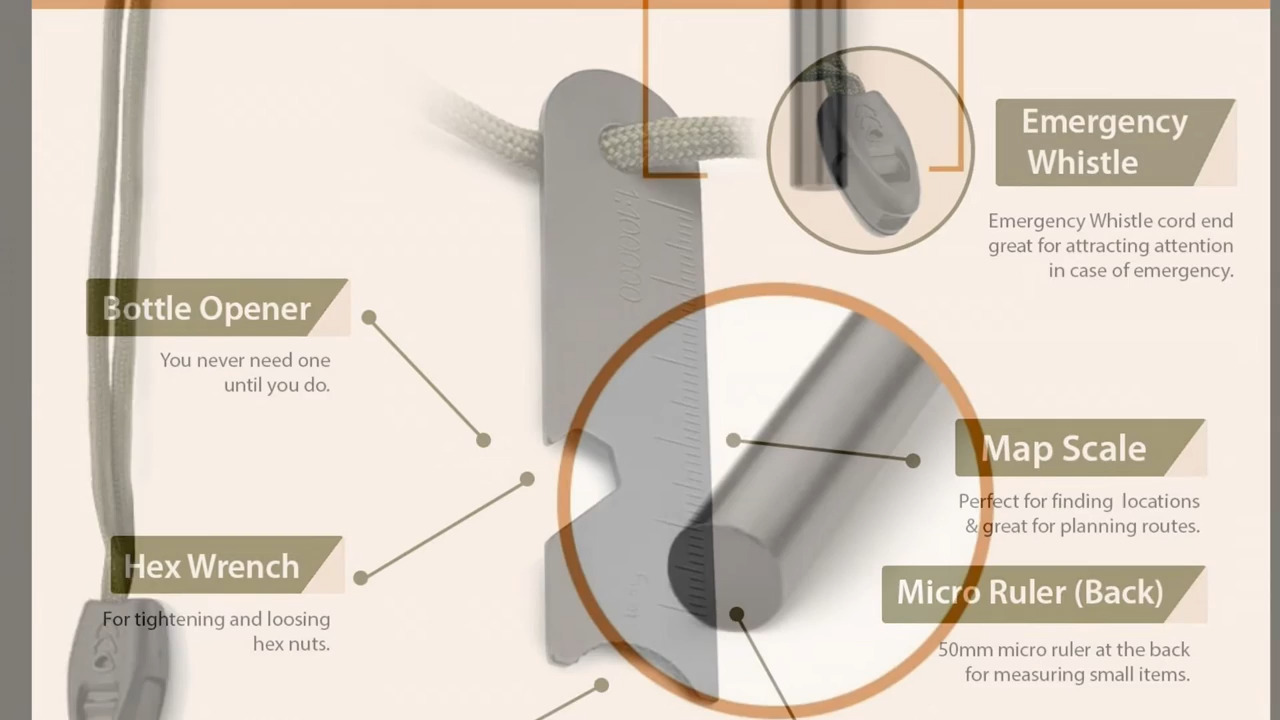 Emergency
Whistle
Emergency Whistle cord end
great for attracting attention
in case of emergency.
1:40000
Bottle Opener
You never need one
until you do.
Map Scale
Perfect for finding locations
& great for planning routes.
Hex Wrench
For tightening and loosing
hex nuts.
Micro Ruler (Back)
50mm micro ruler at the back
for measuring small items.